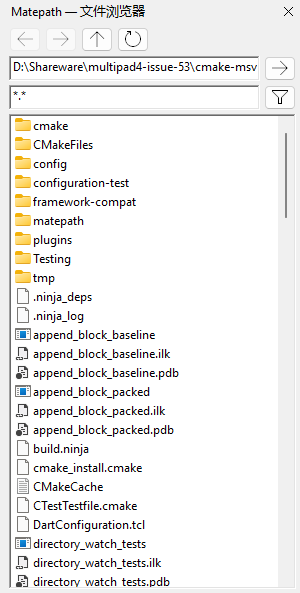 Matepath — 文件浏览器
D:\Shareware\multipad4-issue-53\cmake-msv
*.*
cmake
CMakeFiles
config
configuration-test
framework-compat
matepath
plugins
Testing
tmp
.ninja_deps
.ninja_log
append_block_baseline
append_block_baseline.ilk
append_block_baseline.pdb
append_block_packed
append_block_packed.ilk
append_block_packed.pdb
build.ninja
cmake_install.cmake
CMakeCache
CTestTestfile.cmake
DartConfiguration.tcl
directory_watch_tests
directory_watch_tests.ilk
directory_watch_tests.pdb